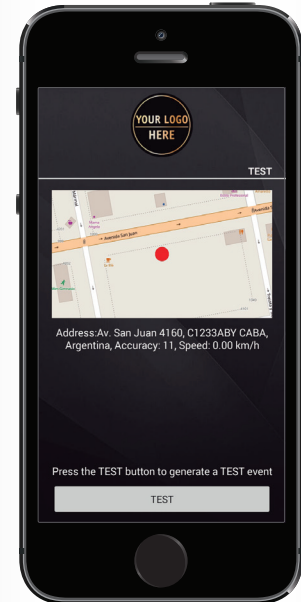 YOUR LOGO
HERE
TEST
Avenida San Juan
Address:Av. San Juan 4160, C1233ABY CABA,
Argentina, Accuracy: 11, Speed: 0.00 km/h
Press the TEST button to generate a TEST event
TEST